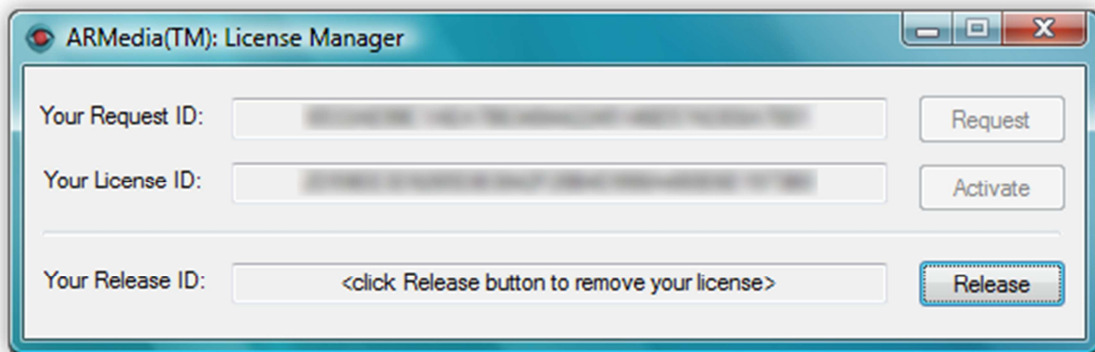 ARMedia(TM): License Manager
Your Request ID: Request
Your License ID: Activate
Your Release ID: <click Release button to remove your license> Release